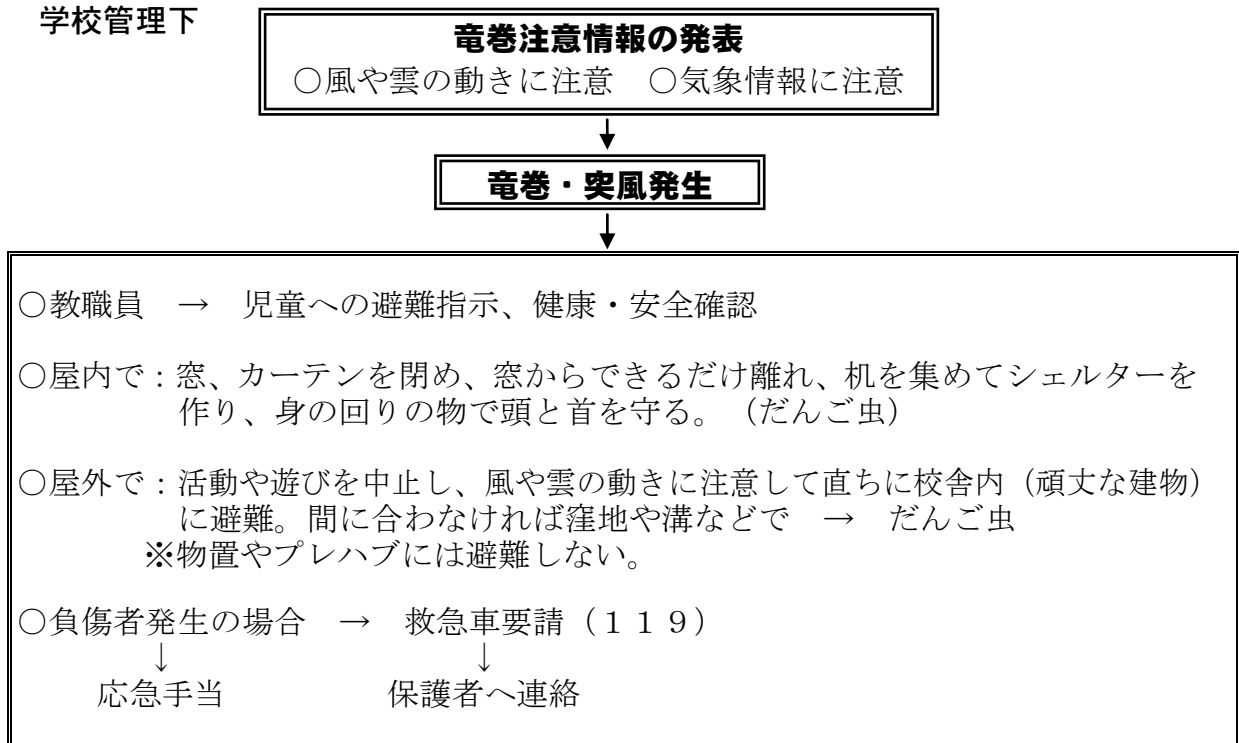 学校管理下
竜巻注意情報の発表
○風や雲の動きに注意　○気象情報に注意
↓
竜巻・突風発生
↓
○教職員　→　児童への避難指示、健康・安全確認
○屋内で：窓、カーテンを閉め、窓からできるだけ離れ、机を集めてシェルターを
作り、身の回りの物で頭と首を守る。（だんご虫）
○屋外で：活動や遊びを中止し、風や雲の動きに注意して直ちに校舎内（頑丈な建物）
に避難。間に合わなければ窪地や溝などで　→　だんご虫
※物置やプレハブには避難しない。
○負傷者発生の場合　→　救急車要請（１１９）
↓　↓
応急手当　保護者へ連絡